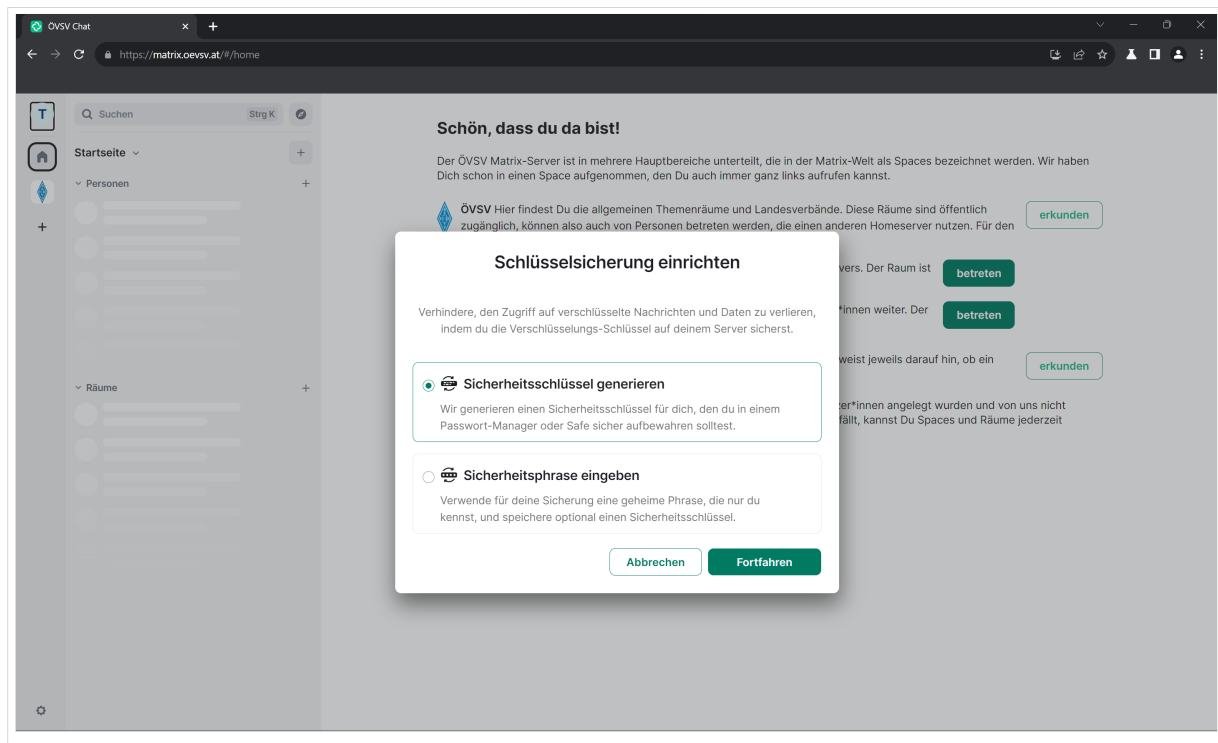 ÖVSV Chat
https://matrix.oevsv.at/#/home
T
Suchen
Strg K
Startseite
Personen
Räume
Schön, dass du da bist!
Der ÖVSV Matrix-Server ist in mehrere Hauptbereiche unterteilt, die in der Matrix-Welt als Spaces bezeichnet werden. Wir haben
Dich schon in einen Space aufgenommen, den Du auch immer ganz links aufrufen kannst.
ÖVSV Hier findest Du die allgemeinen Themenräume und Landesverbände. Diese Räume sind öffentlich
zugänglich, können also auch von Personen betreten werden, die einen anderen Homeserver nutzen. Für den
erkunden
vers. Der Raum ist
betreten
*innen weiter. Der
betreten
weist jeweils darauf hin, ob ein
erkunden
er*innen angelegt wurden und von uns nicht
fällt, kannst Du Spaces und Räume jederzeit
Schlüsselsicherung einrichten
Verhindere, den Zugriff auf verschlüsselte Nachrichten und Daten zu verlieren,
indem du die Verschlüsselungs-Schlüssel auf deinem Server sicherst.
Sicherheitsschlüssel generieren
Wir generieren einen Sicherheitsschlüssel für dich, den du in einem
Passwort-Manager oder Safe sicher aufbewahren solltest.
Sicherheitsphrase eingeben
Verwende für deine Sicherung eine geheime Phrase, die nur du
kennst, und speichere optional einen Sicherheitsschlüssel.
Abbrechen
Fortfahren